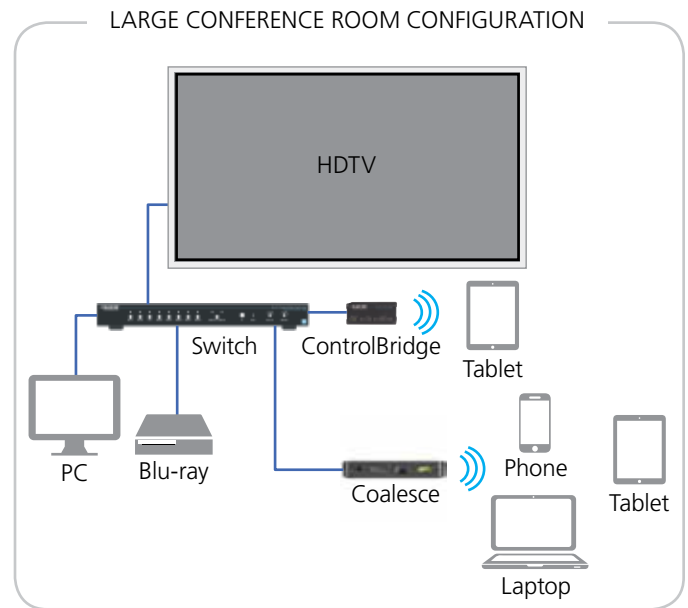 LARGE CONFERENCE ROOM CONFIGURATION
HDTV
Switch
ControlBridge
Tablet
PC
Blu-ray
Coalesce
Phone
Tablet
Laptop